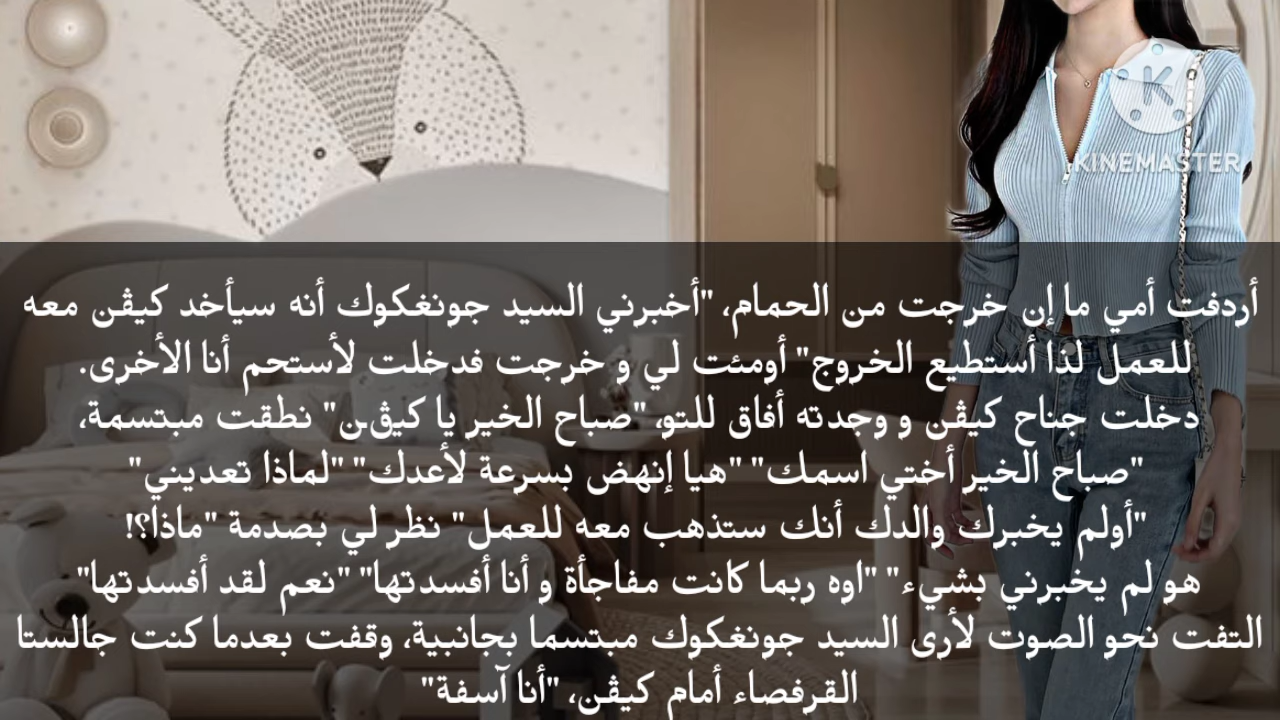 KINEMASTER
أردفت أمي ما إن خرجت من الحمام، "أخبرني السيد جونغكوك أنه سيأخد كيڤن معه
للعمل لذا أستطيع الخروج" أومئت لي و خرجت فدخلت لأستحم أنا الأخرى.
دخلت جناح كيڤن و وجدته أفاق للتو، "صباح الخير يا كيڤن" نطقت مبتسمة،
"صباح الخير أختي اسمك" "هيا إنهض بسرعة لأعدك" "لماذا تعديني"
"أولم يخبرك والدك أنك ستذهب معه للعمل" نظر لي بصدمة "ماذا؟!
هو لم يخبرني بشيء" "اوه ربما كانت مفاجأة و أنا أفسدتها" "نعم لقد أفسدتها"
التفت نحو الصوت لأرى السيد جونغكوك مبتسما بجانبية، وقفت بعدما كنت جالستا
القرفصاء أمام كيڤن، "أنا آسفة"